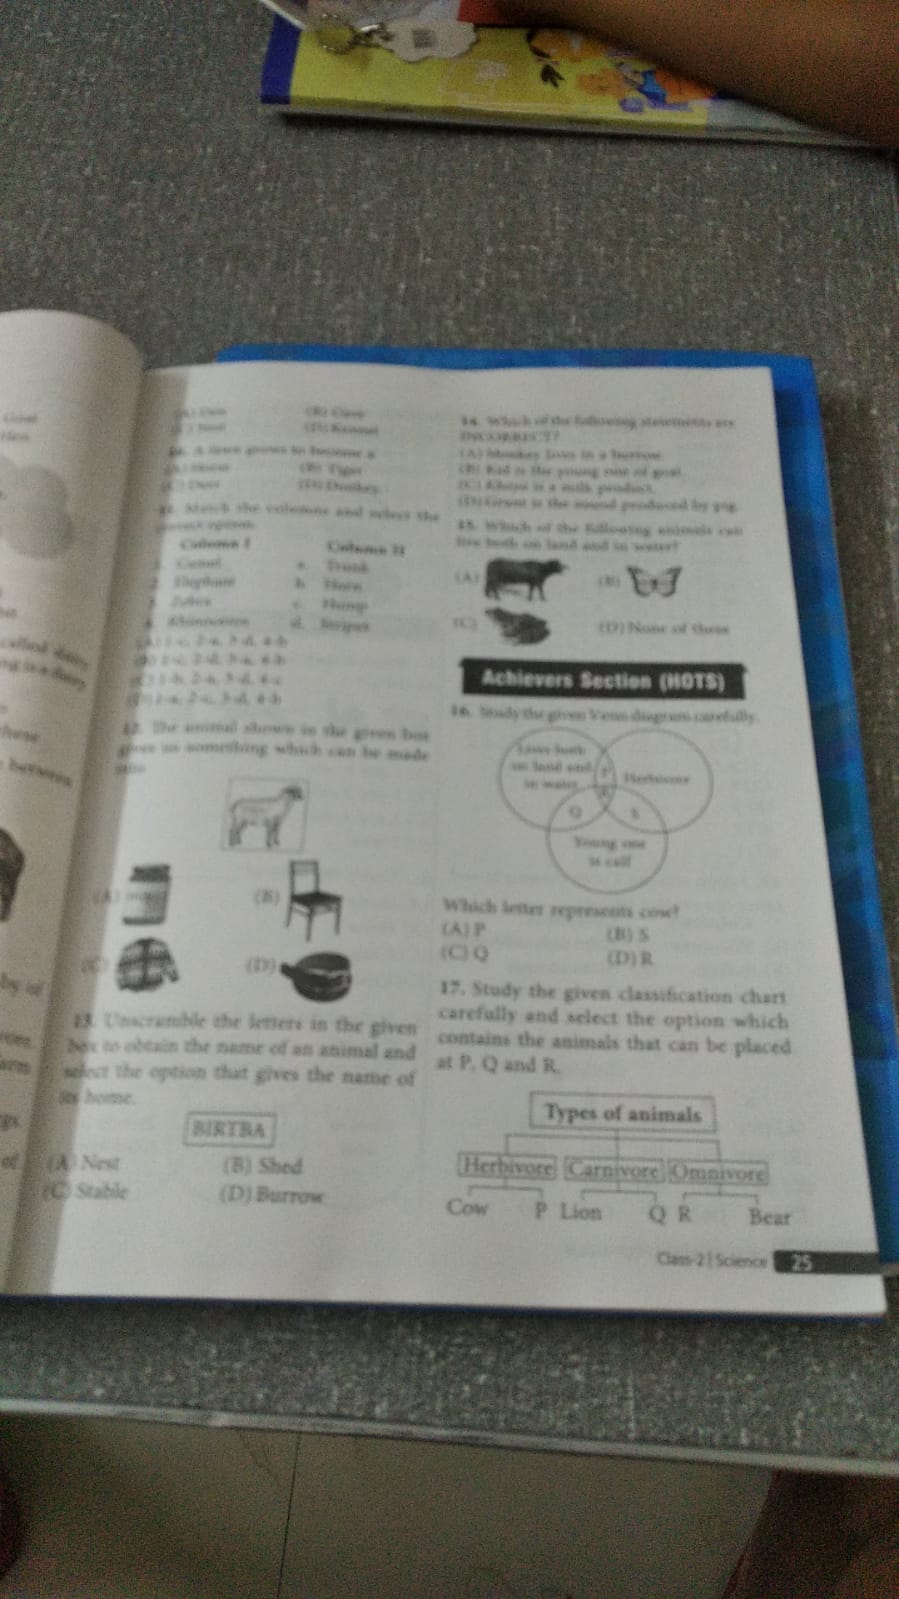 (B) Cave
(D) Kennel
A fawn grows to become a
(B) Tiger
(C) Deer (D) Donkey
11. Match the columns and select the
correct option.
Column I Column II
1. Camel a. Trunk
2. Elephant b. Horn
3. Zebra c. Hump
4. Rhinoceros d. Stripes
(A) 1-c, 2-a, 3-d, 4-b
(B) 1-c, 2-d, 3-a, 4-b
(C) 1-b, 2-a, 3-d, 4-c
(D) 1-a, 2-c, 3-d, 4-b
12. The animal shown in the given box
gives us something which can be made
into
(A) (B)
(C) (D)
13. Unscramble the letters in the given
box to obtain the name of an animal and
select the option that gives the name of
its home.
BIRTBA
(A) Nest (B) Shed
(C) Stable (D) Burrow
14. Which of the following statements are
INCORRECT?
(A) Monkey lives in a burrow.
(B) Kid is the young one of goat.
(C) Khoya is a milk product.
(D) Grunt is the sound produced by pig.
15. Which of the following animals can
live both on land and in water?
(A) (B)
(C) (D) None of these
Achievers Section (HOTS)
16. Study the given Venn diagram carefully.
Lives both
on land and
in water
P
Herbivore
R
Q S
Young one
is calf
Which letter represents cow?
(A) P (B) S
(C) Q (D) R
17. Study the given classification chart
carefully and select the option which
contains the animals that can be placed
at P, Q and R.
Types of animals
Herbivore Carnivore Omnivore
Cow P Lion Q R Bear
Class-2 | Science 25